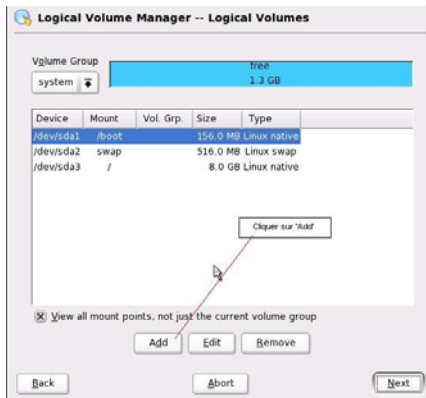 Logical Volume Manager -- Logical Volumes
Volume Group
system
free
1.3 GB
Device Mount Vol. Grp. Size Type
/dev/sda1 /boot 156.0 MB Linux native
/dev/sda2 swap 516.0 MB Linux swap
/dev/sda3 / 8.0 GB Linux native
Cliquer sur 'Add'
View all mount points, not just the current volume group
Add Edit Remove
Back Abort Next